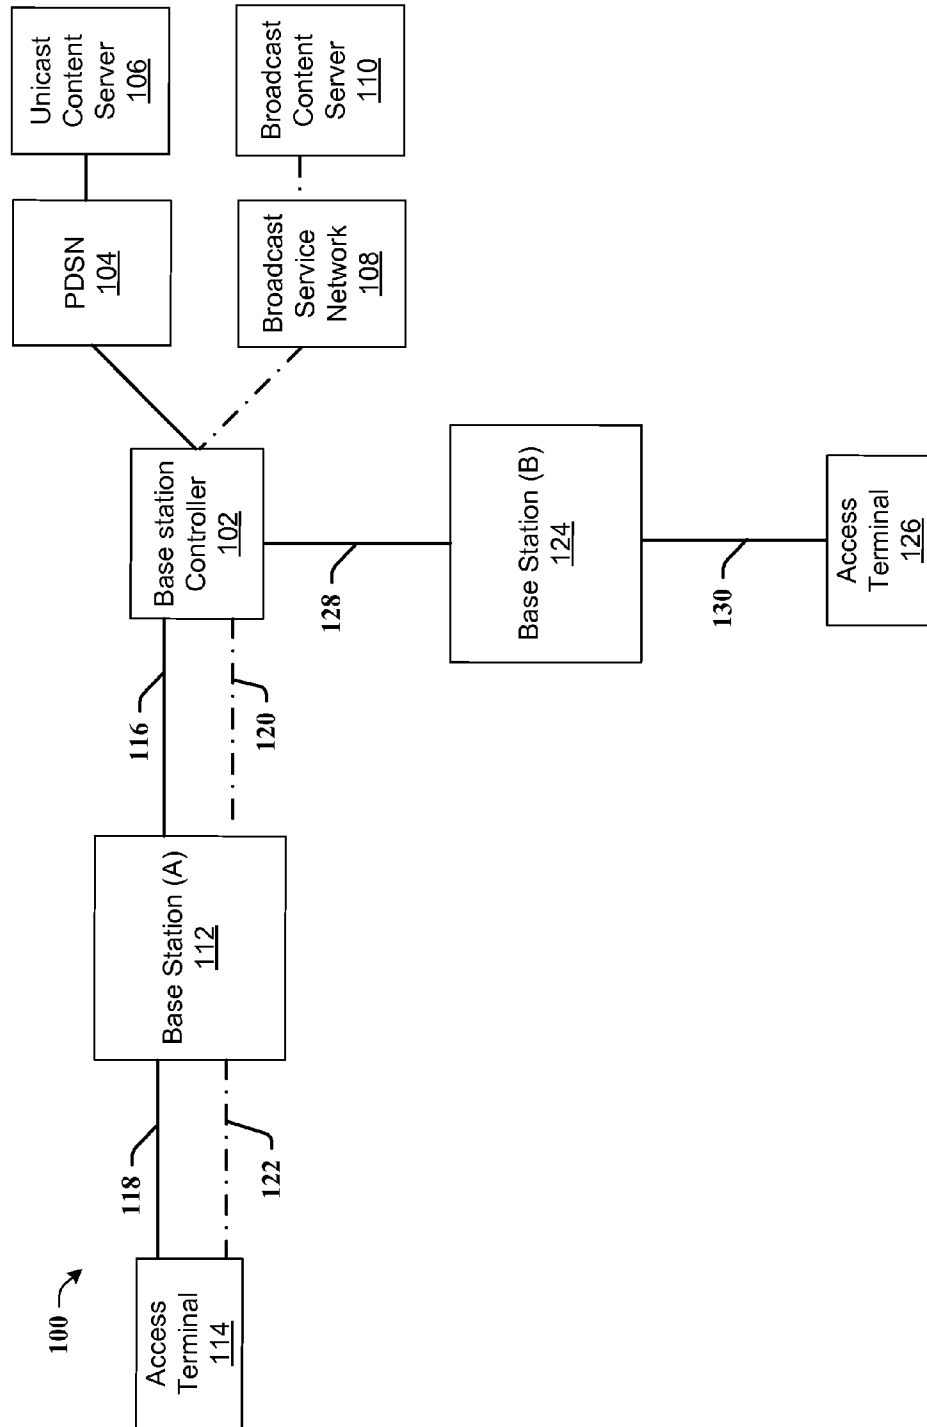 100
Access
Terminal
114
118
122
Base Station (A)
112
116
120
Base station
Controller
102
PDSN
104
Unicast
Content
Server
106
Broadcast
Service
Network
108
Broadcast
Content
Server
110
128
Base Station (B)
124
130
Access
Terminal
126